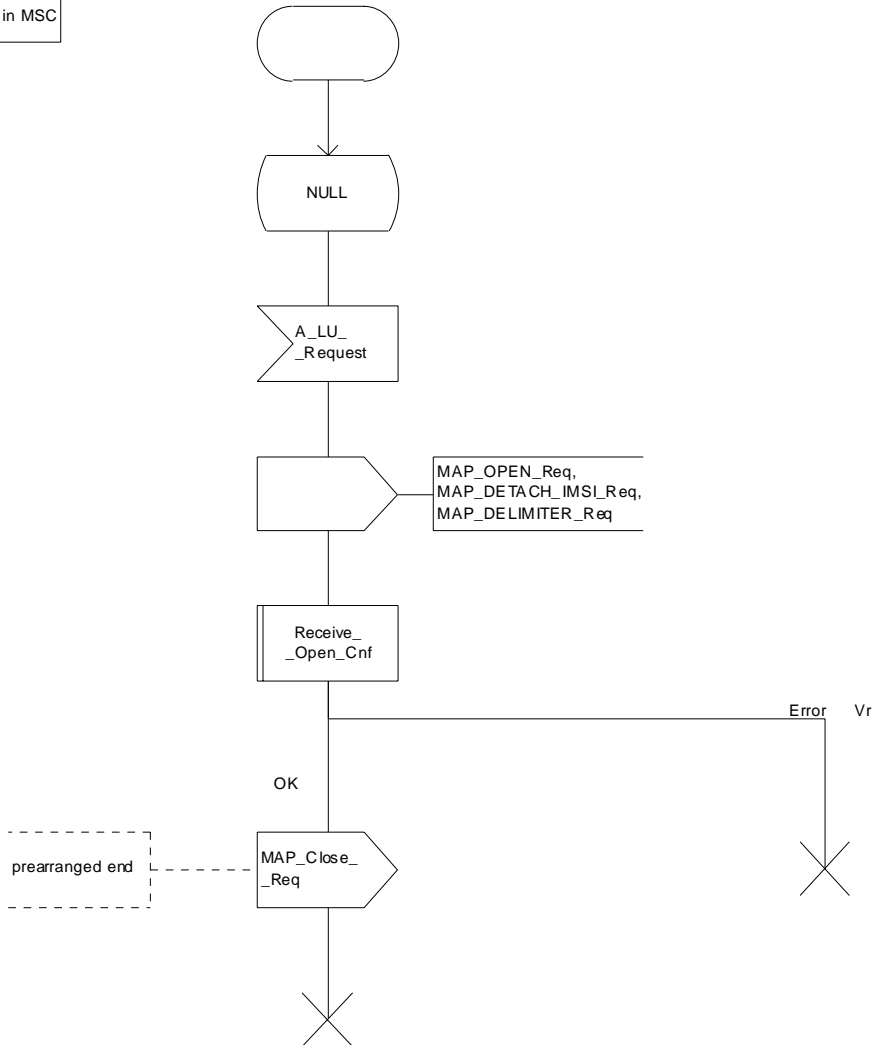 in MSC
NULL
A_LU_
_Request
MAP_OPEN_Req,
MAP_DETACH_IMSI_Req,
MAP_DELIMITER_Req
Receive_
_Open_Cnf
Error Vr
OK
prearranged end
MAP_Close_
_Req